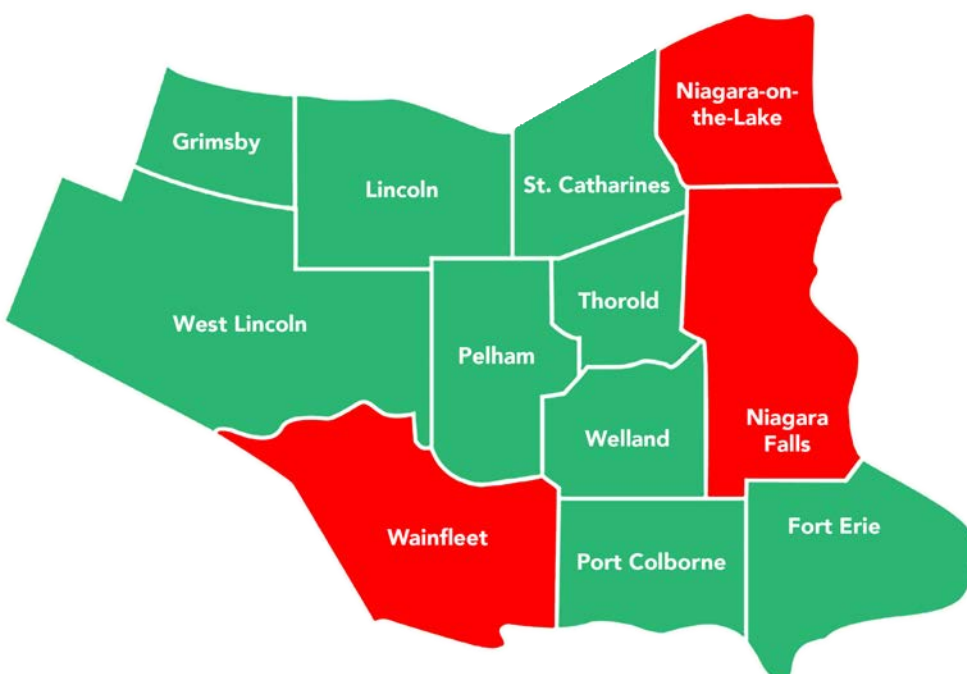 Niagara-on-
the-Lake
Grimsby
Lincoln
St. Catharines
Thorold
West Lincoln
Pelham
Niagara
Falls
Welland
Fort Erie
Wainfleet
Port Colborne